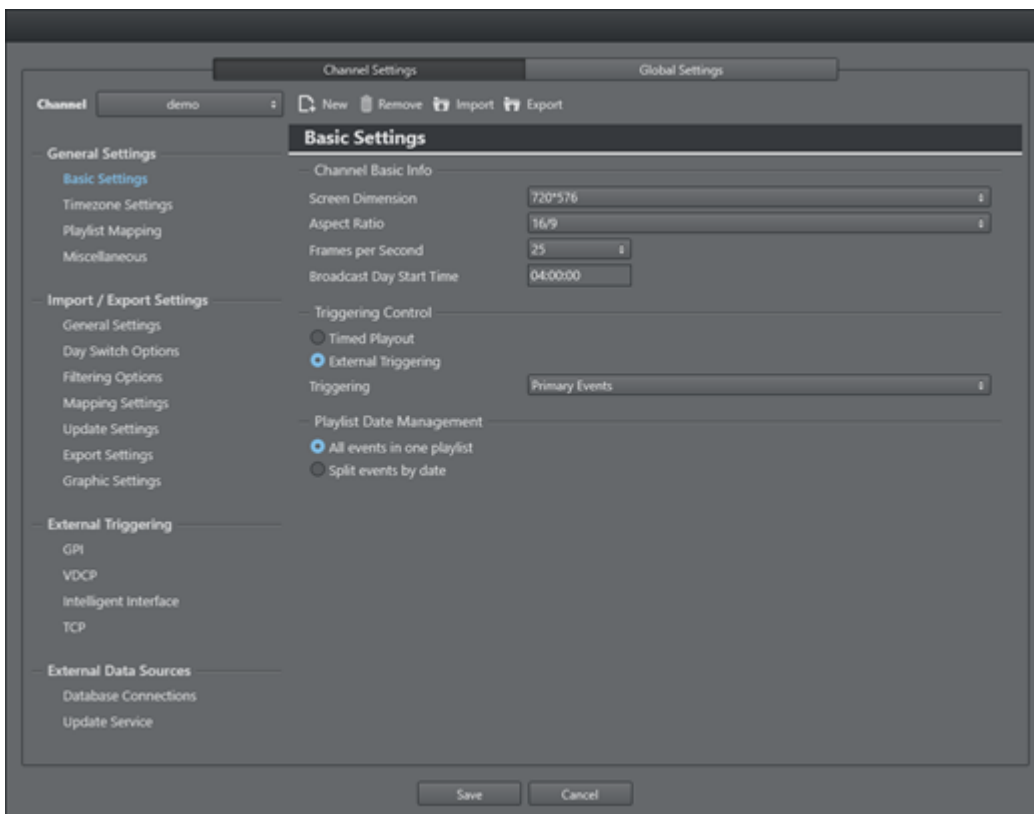 Channel Settings Global Settings
Channel demo New Remove Import Export
Basic Settings
General Settings
Basic Settings
Timezone Settings
Playlist Mapping
Miscellaneous
Import / Export Settings
General Settings
Day Switch Options
Filtering Options
Mapping Settings
Update Settings
Export Settings
Graphic Settings
External Triggering
GPI
VDCP
Intelligent Interface
TCP
External Data Sources
Database Connections
Update Service
Channel Basic Info
Screen Dimension 720*576
Aspect Ratio 16/9
Frames per Second 25
Broadcast Day Start Time 04:00:00
Triggering Control
Timed Playout
External Triggering
Triggering Primary Events
Playlist Date Management
All events in one playlist
Split events by date
Save Cancel